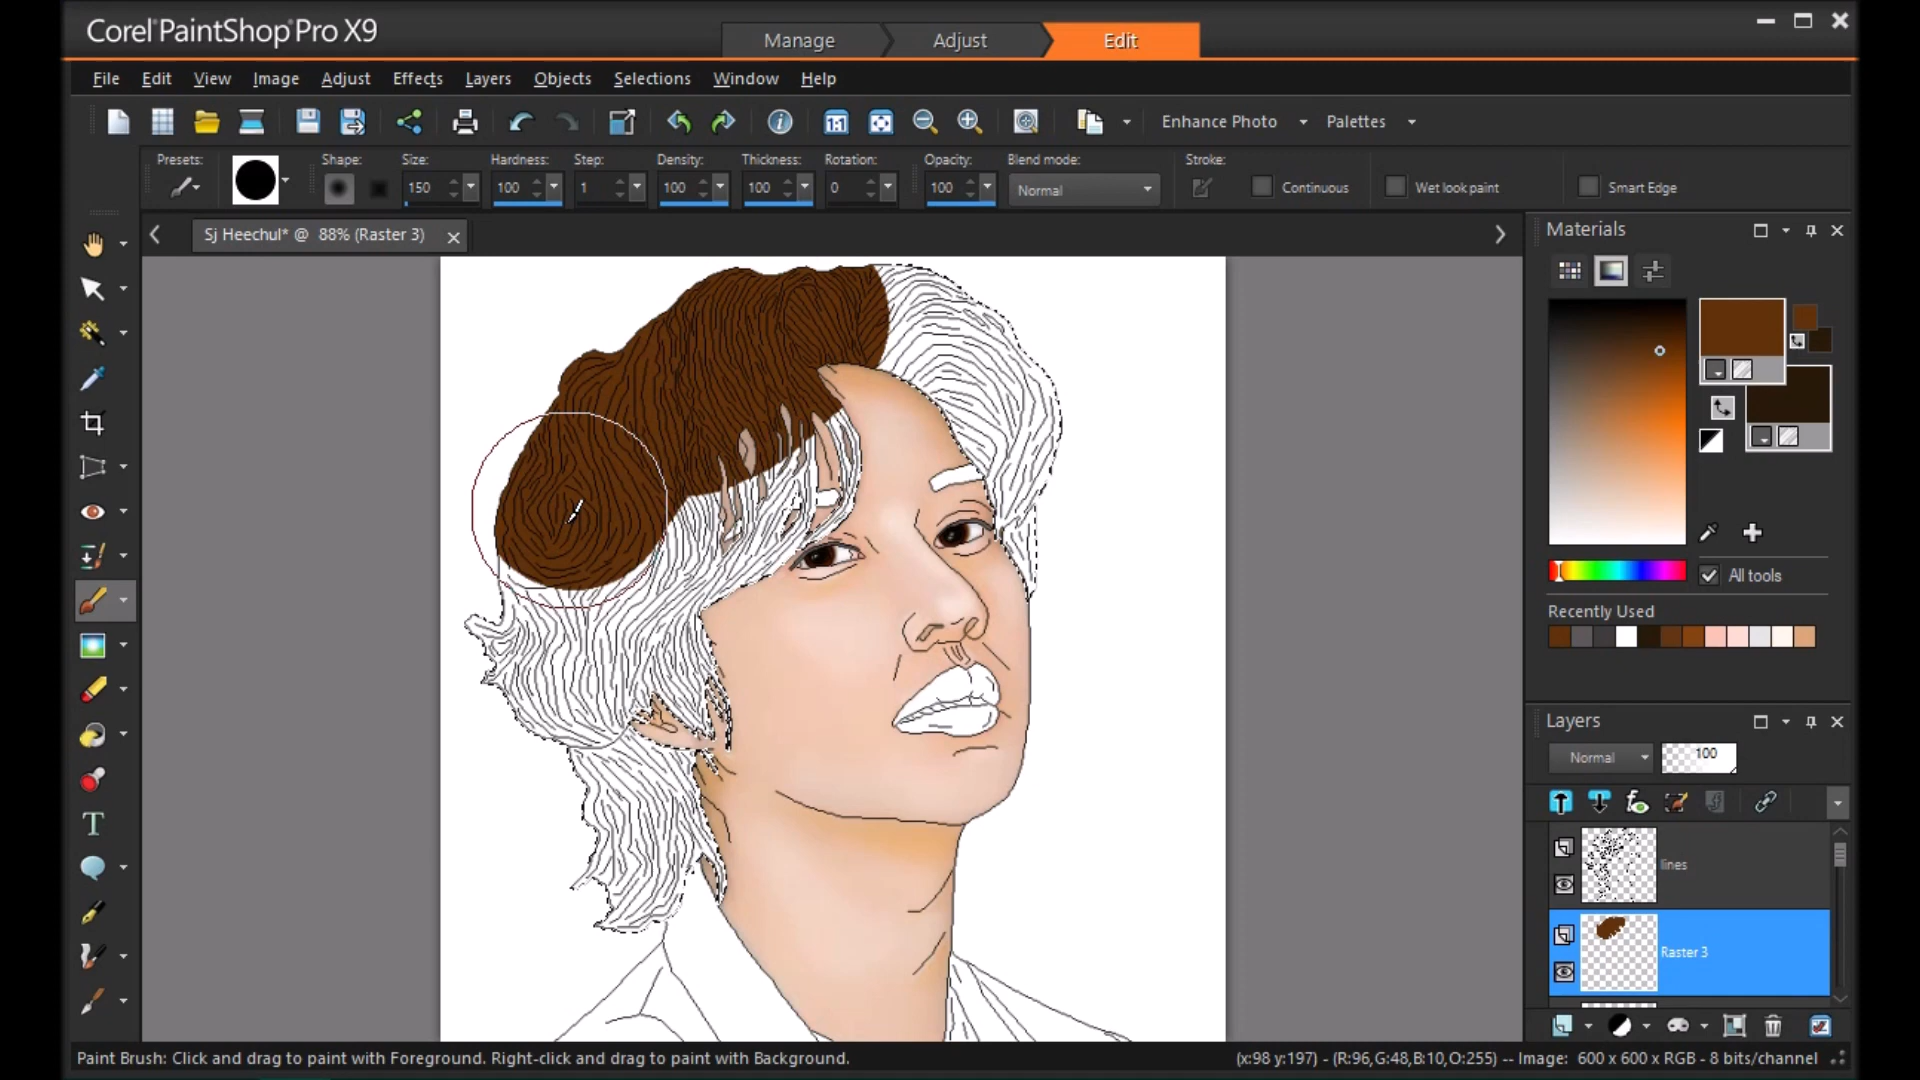 Corel PaintShop Pro X9
Manage Adjust Edit
File Edit View Image Adjust Effects Layers Objects Selections Window Help
1:1 Enhance Photo Palettes
Presets: Shape: Size: Hardness: Step: Density: Thickness: Rotation: Opacity: Blend mode: Stroke:
150 100 1 100 100 0 100 Normal Continuous Wet look paint Smart Edge
Sj Heechul* @ 88% (Raster 3)
Materials
All tools
Recently Used
Layers
Normal 100
lines
Raster 3
Paint Brush: Click and drag to paint with Foreground. Right-click and drag to paint with Background.
(x:98 y:197) - (R:96,G:48,B:10,O:255) -- Image: 600 x 600 x RGB - 8 bits/channel